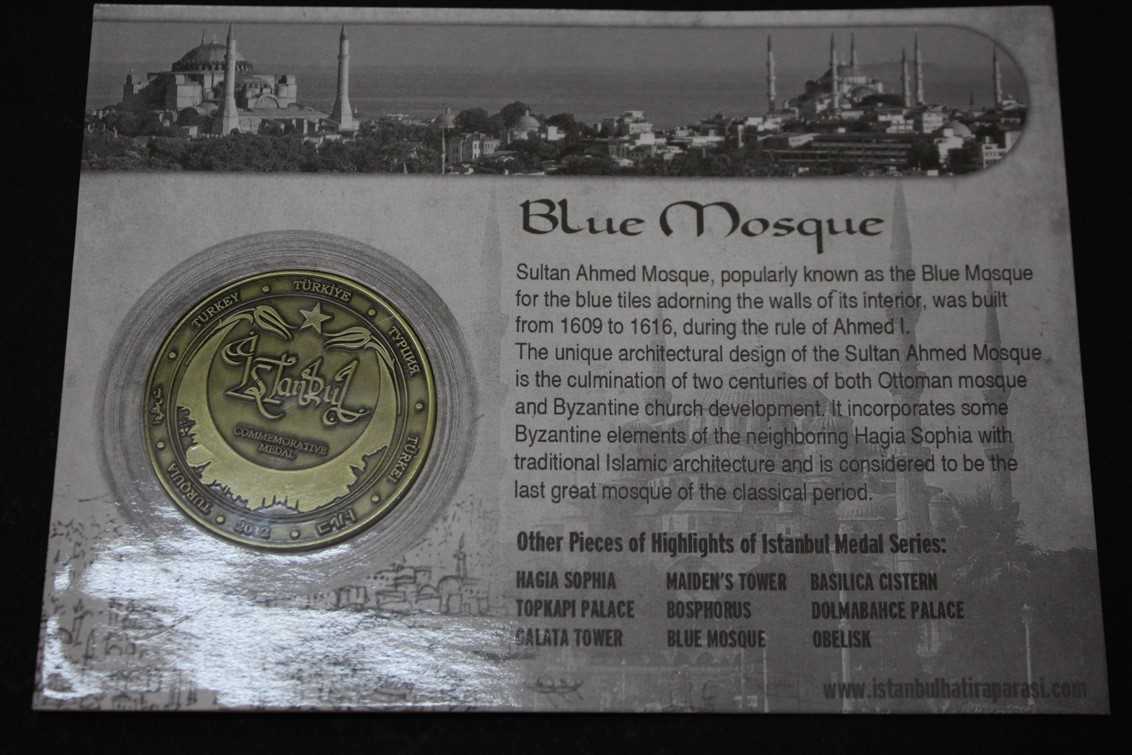 Blue Mosque
Sultan Ahmed Mosque, popularly known as the Blue Mosque
for the blue tiles adorning the walls of its interior, was built
from 1609 to 1616, during the rule of Ahmed I.
The unique architectural design of the Sultan Ahmed Mosque
is the culmination of two centuries of both Ottoman mosque
and Byzantine church development. It incorporates some
Byzantine elements of the neighboring Hagia Sophia with
traditional Islamic architecture and is considered to be the
last great mosque of the classical period.
Other Pieces of Highlights of Istanbul Medal Series:
HAGIA SOPHIA MAIDEN'S TOWER BASILICA CISTERN
TOPKAPI PALACE BOSPHORUS DOLMABAHCE PALACE
GALATA TOWER BLUE MOSQUE OBELISK
www.istanbulhatiraparasi.com
TURKEY
TÜRKİYE
ТУРЦИЯ
TÜRKEI
2012
TURQUIA
İstanbul
COMMEMORATIVE
MEDAL